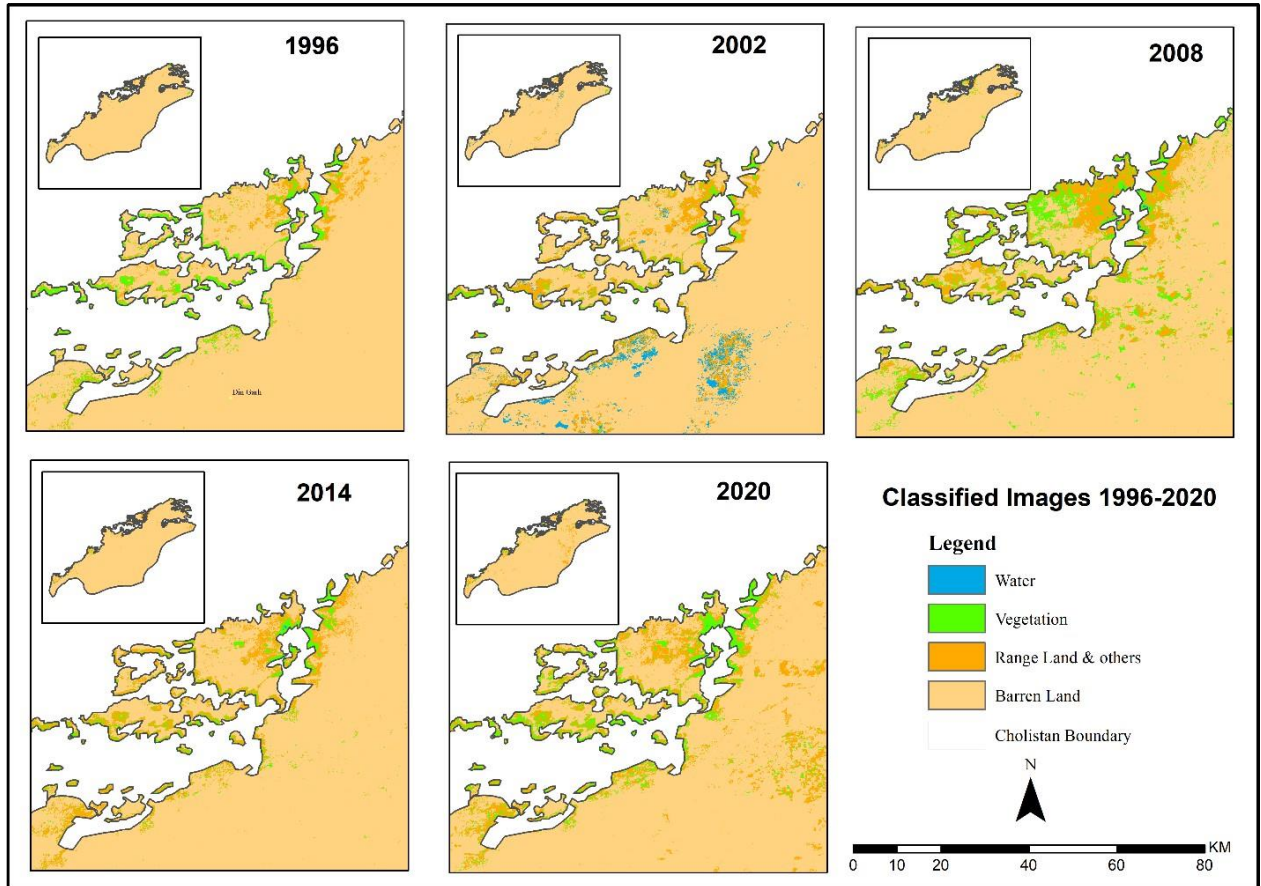 1996
2002
2008
Din Garh
2014
2020
Classified Images 1996-2020
Legend
Water
Vegetation
Range Land & others
Barren Land
Cholistan Boundary
N
KM
0 10 20 40 60 80